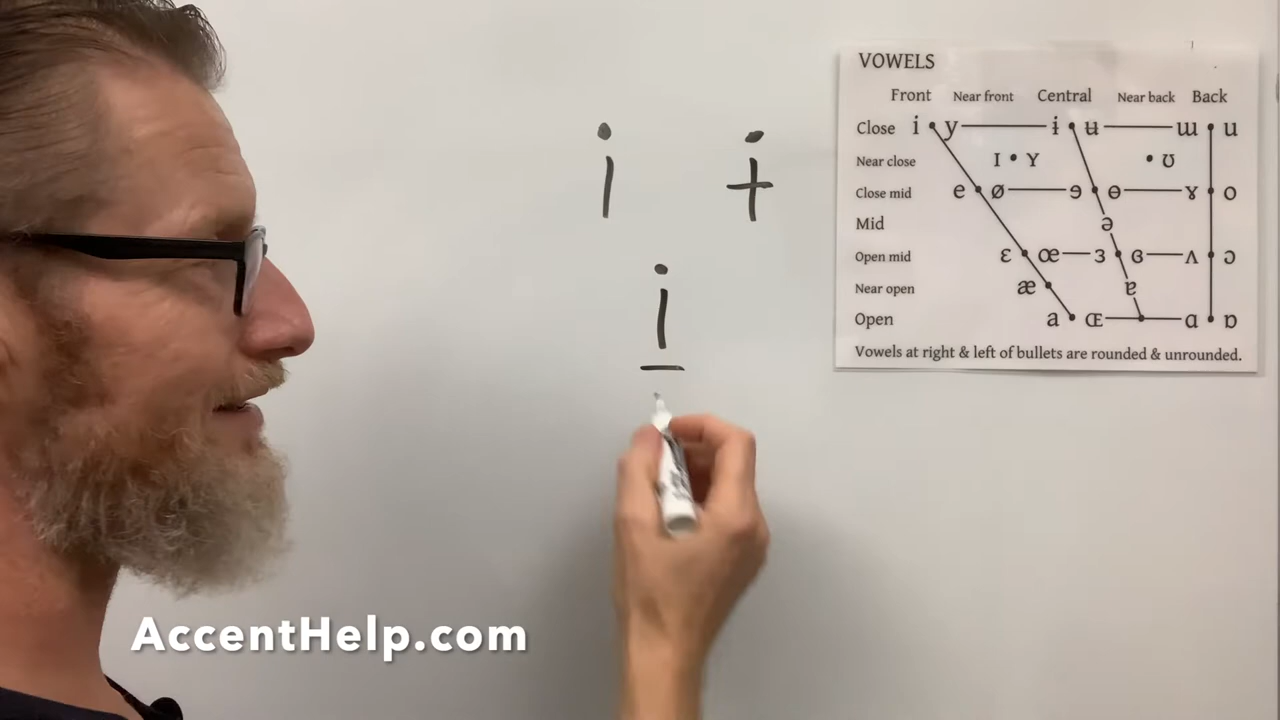 i ɨ
i̱
VOWELS
Front Near front Central Near back Back
Close i • y ɨ • ʉ ɯ • u
Near close I • Y • ʊ
Close mid e • ø ɘ • ɵ ɤ • o
Mid ə
Open mid ɛ • œ ɜ • ɞ ʌ • ɔ
Near open æ • ɐ
Open a • Œ • ɑ • ɒ
Vowels at right & left of bullets are rounded & unrounded.
AccentHelp.com